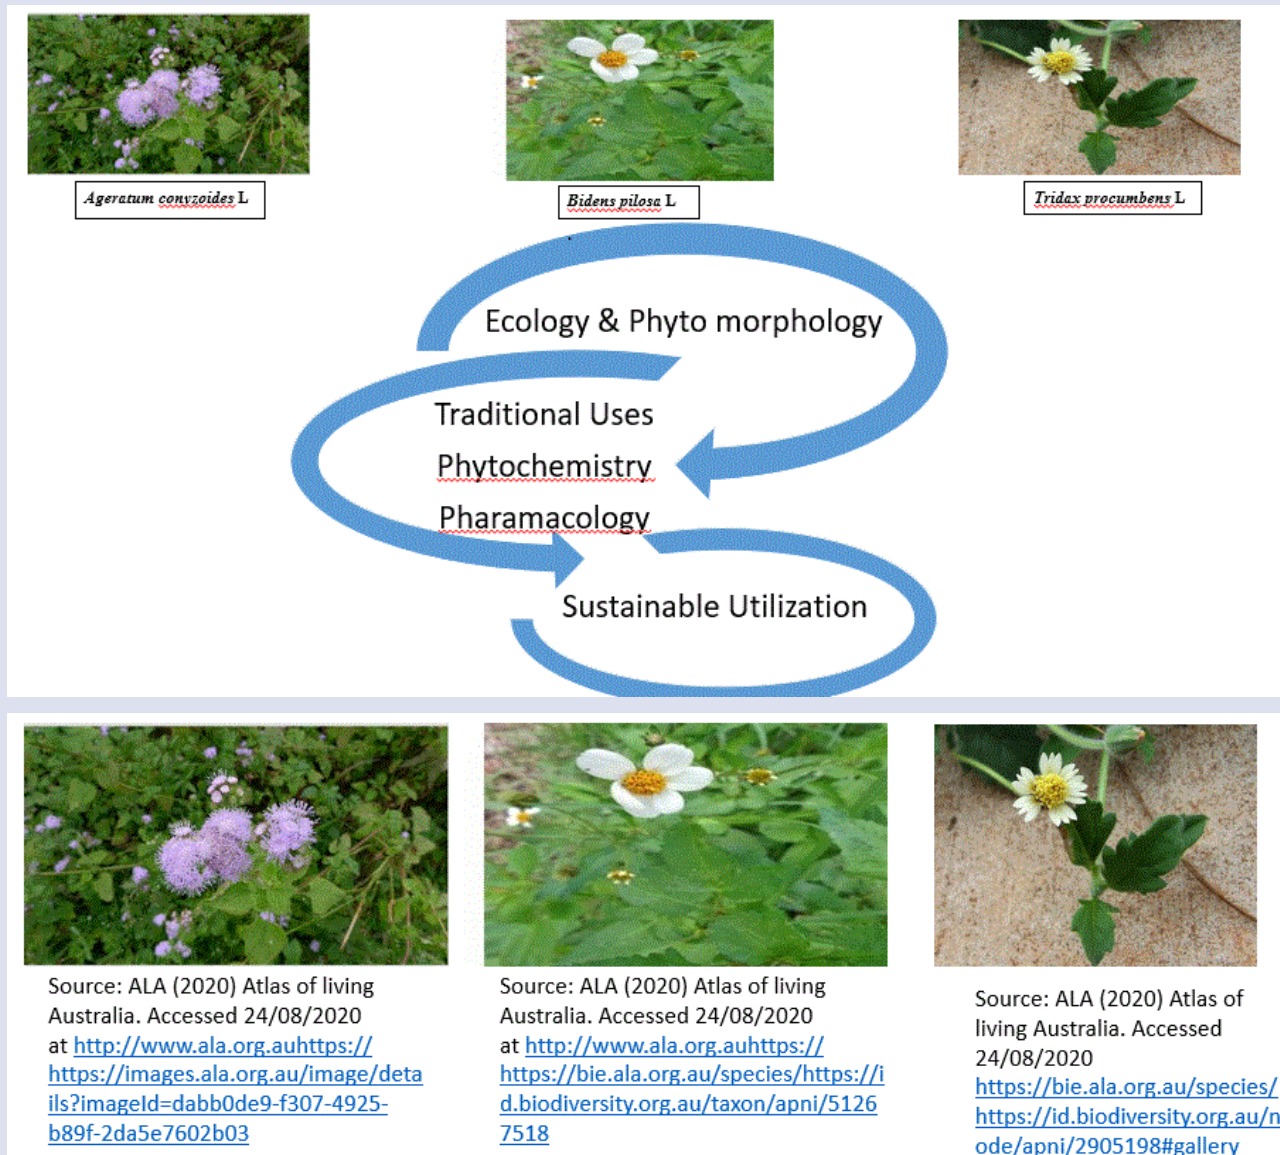 Ageratum conyzoides L
Bidens pilosa L
Tridax procumbens L
Ecology & Phyto morphology
Traditional Uses
Phytochemistry
Pharamacology
Sustainable Utilization
Source: ALA (2020) Atlas of living
Australia. Accessed 24/08/2020
at http://www.ala.org.auhttps://
https://images.ala.org.au/image/deta
ils?imageId=dabb0de9-f307-4925-
b89f-2da5e7602b03
Source: ALA (2020) Atlas of living
Australia. Accessed 24/08/2020
at http://www.ala.org.auhttps://
https://bie.ala.org.au/species/https://i
d.biodiversity.org.au/taxon/apni/5126
7518
Source: ALA (2020) Atlas of
living Australia. Accessed
24/08/2020
https://bie.ala.org.au/species/
https://id.biodiversity.org.au/n
ode/apni/2905198#gallery